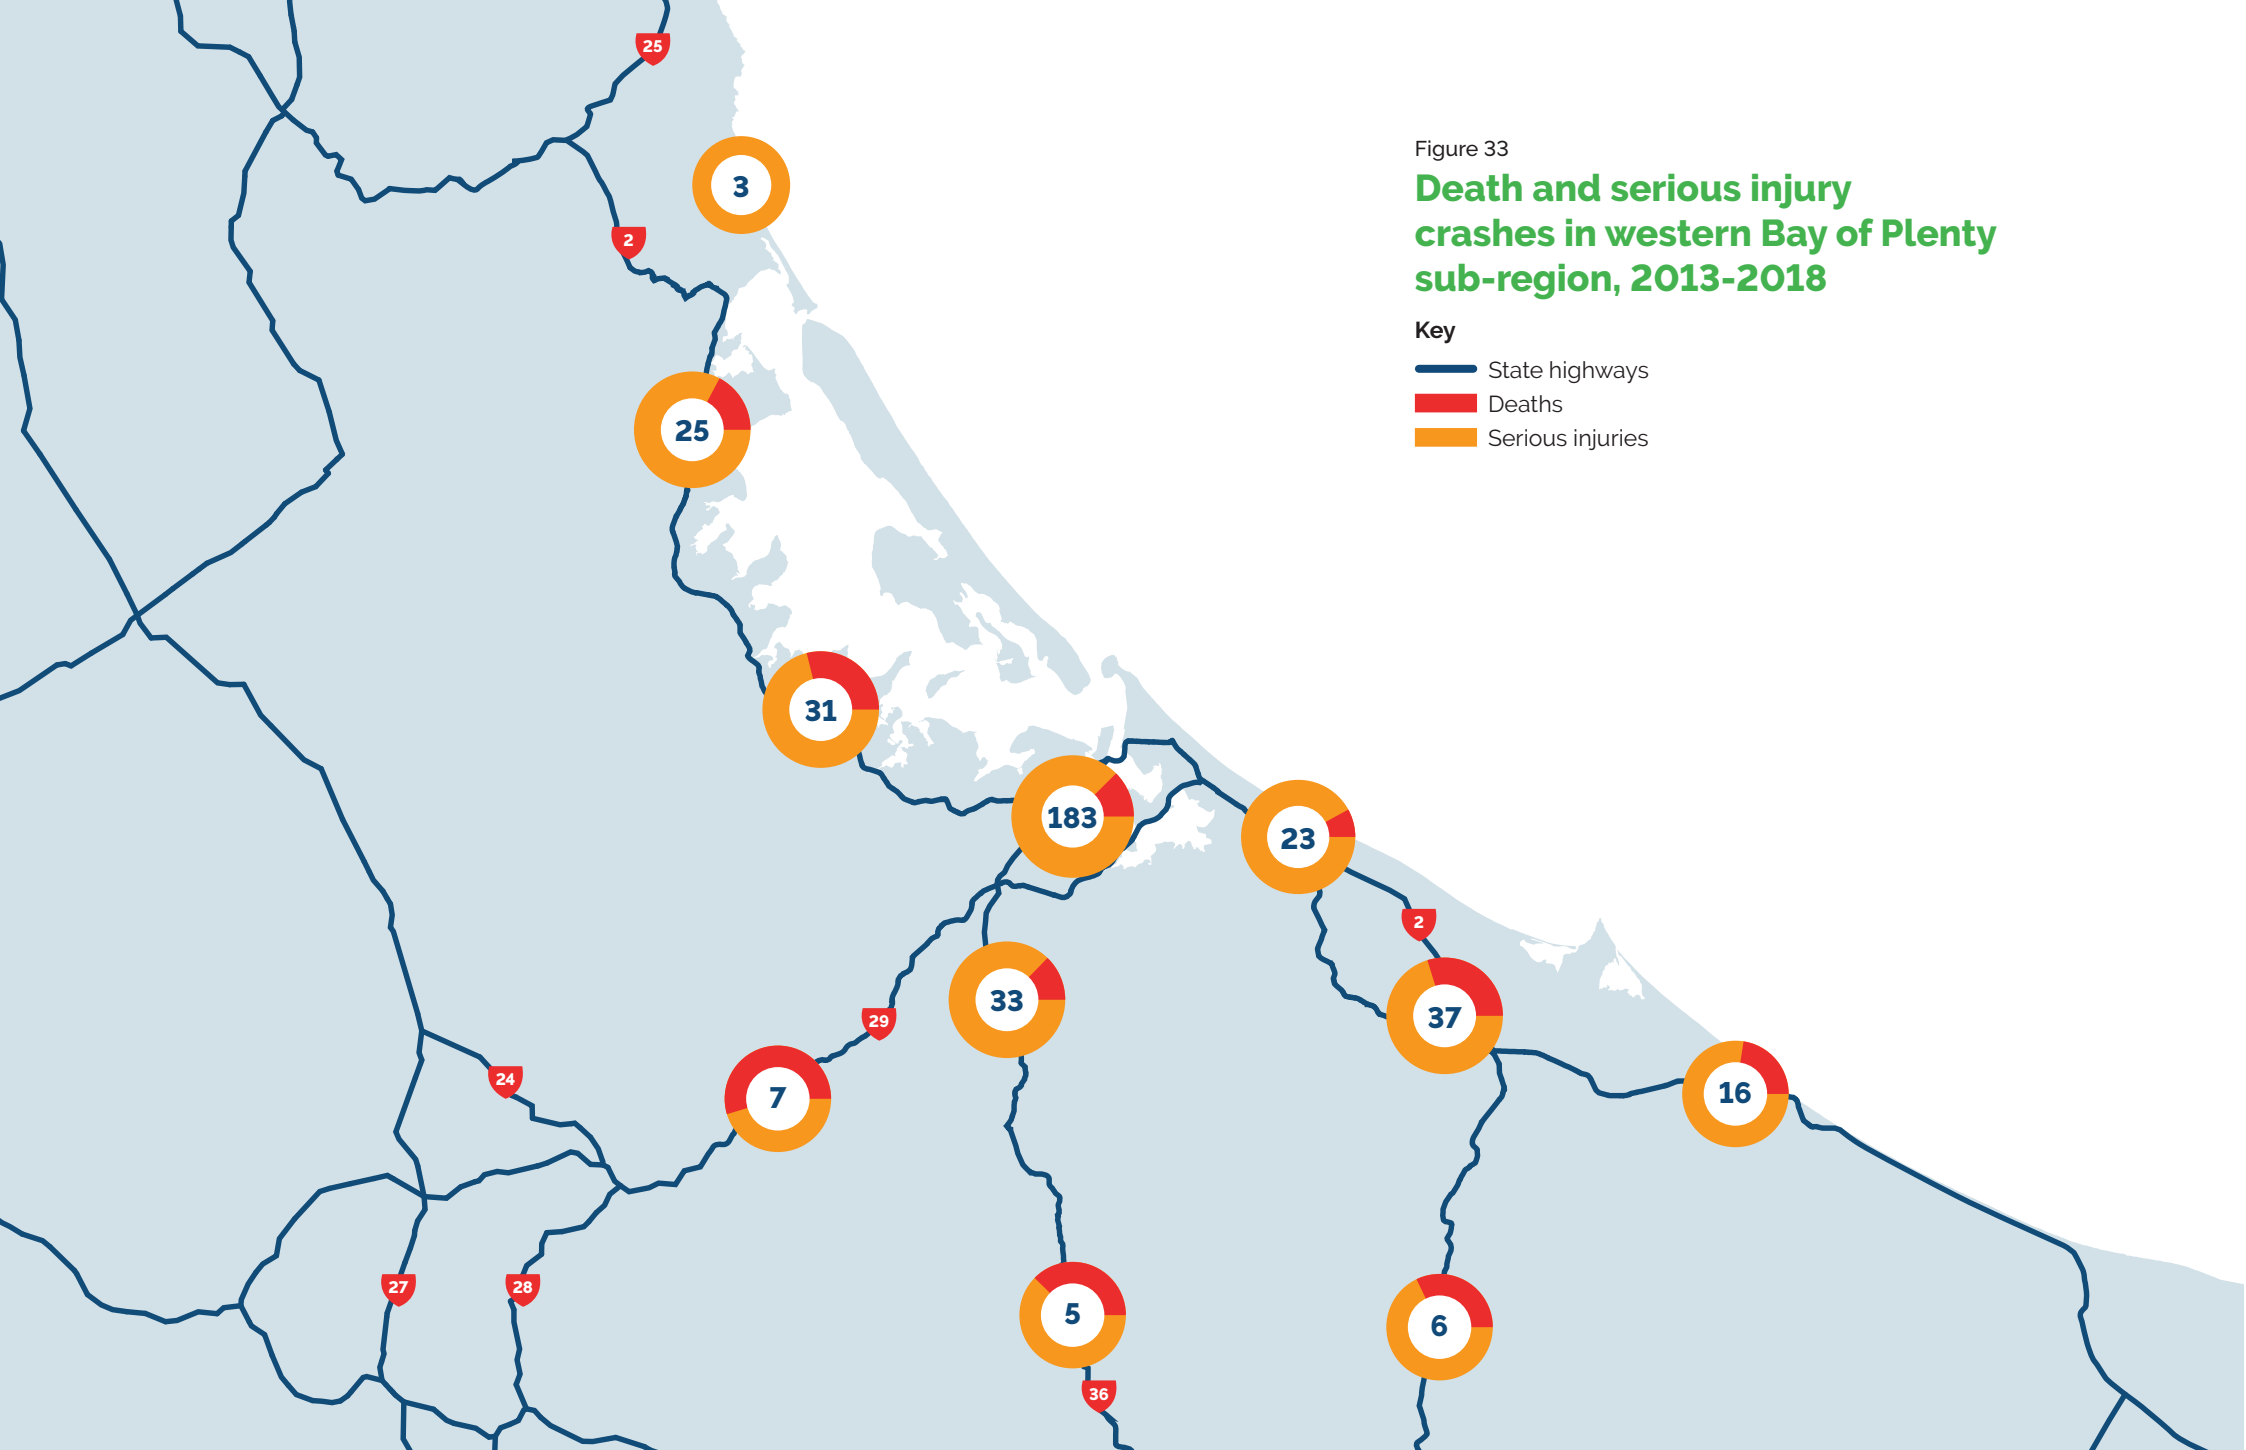 25
3
2
25
31
183
23
2
33
37
29
7
24
16
27
28
5
6
36
Figure 33
Death and serious injury
crashes in western Bay of Plenty
sub-region, 2013-2018
Key
State highways
Deaths
Serious injuries